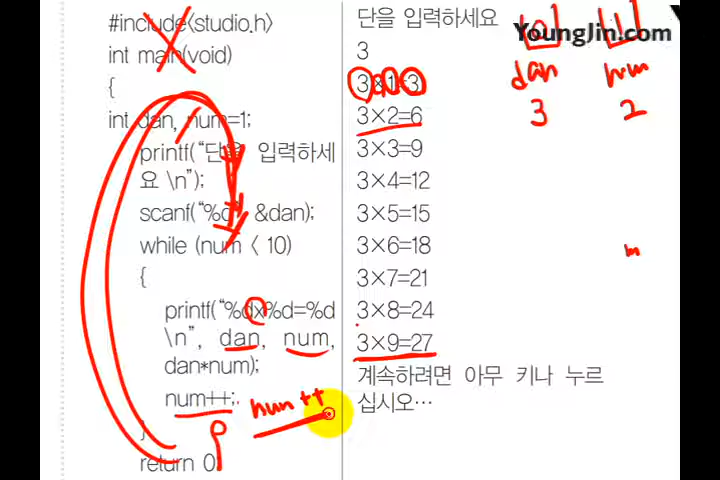 #include<studio.h>
int main(void)
{
int dan, num=1;
printf("단을 입력하세
요 \n");
scanf("%d", &dan);
while (num < 10)
{
printf("%dx%d=%d
\n", dan, num,
dan*num);
num++;
}
return 0;
num++
9
단을 입력하세요
3
3×1=3
3×2=6
3×3=9
3×4=12
3×5=15
3×6=18
3×7=21
3×8=24
3×9=27
계속하려면 아무 키나 누르
십시오…
YoungJin.com
dan num
3 2